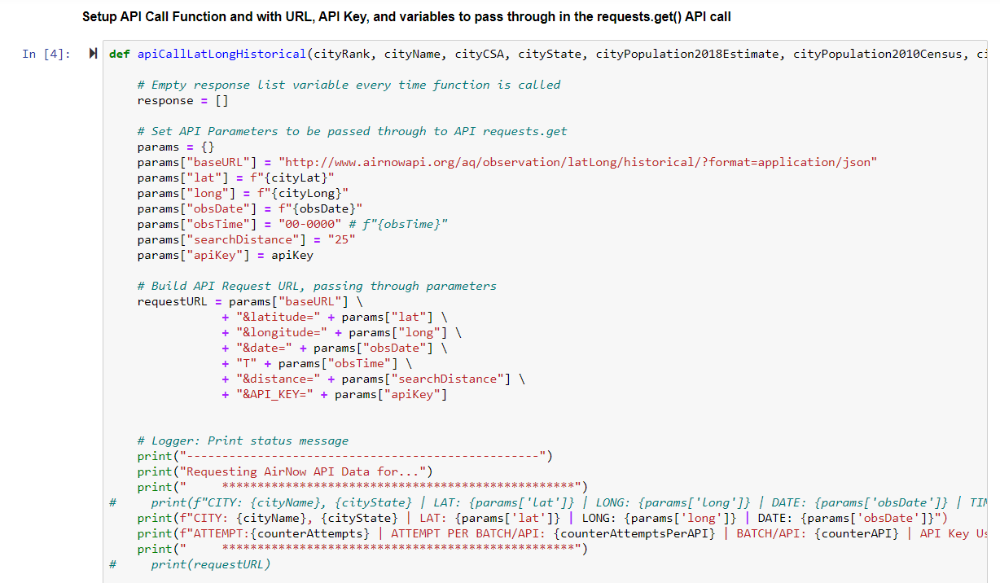 Setup API Call Function and with URL, API Key, and variables to pass through in the requests.get() API call
In [4]:
def apiCallLatLongHistorical(cityRank, cityName, cityCSA, cityState, cityPopulation2018Estimate, cityPopulation2010Census, ci
# Empty response list variable every time function is called
response = []
# Set API Parameters to be passed through to API requests.get
params = {}
params["baseURL"] = "http://www.airnowapi.org/aq/observation/latLong/historical/?format=application/json"
params["lat"] = f"{cityLat}"
params["long"] = f"{cityLong}"
params["obsDate"] = f"{obsDate}"
params["obsTime"] = "00-0000" # f"{obsTime}"
params["searchDistance"] = "25"
params["apiKey"] = apiKey
# Build API Request URL, passing through parameters
requestURL = params["baseURL"] \
+ "&latitude=" + params["lat"] \
+ "&longitude=" + params["long"] \
+ "&date=" + params["obsDate"] \
+ "T" + params["obsTime"] \
+ "&distance=" + params["searchDistance"] \
+ "&API_KEY=" + params["apiKey"]
# Logger: Print status message
print("--------------------------------------------------")
print("Requesting AirNow API Data for...")
print("     **************************************************")
#     print(f"CITY: {cityName}, {cityState} | LAT: {params['lat']} | LONG: {params['long']} | DATE: {params['obsDate']} | TIM
print(f"CITY: {cityName}, {cityState} | LAT: {params['lat']} | LONG: {params['long']} | DATE: {params['obsDate']}")
print(f"ATTEMPT:{counterAttempts} | ATTEMPT PER BATCH/API: {counterAttemptsPerAPI} | BATCH/API: {counterAPI} | API Key Us
print("     **************************************************")
#     print(requestURL)